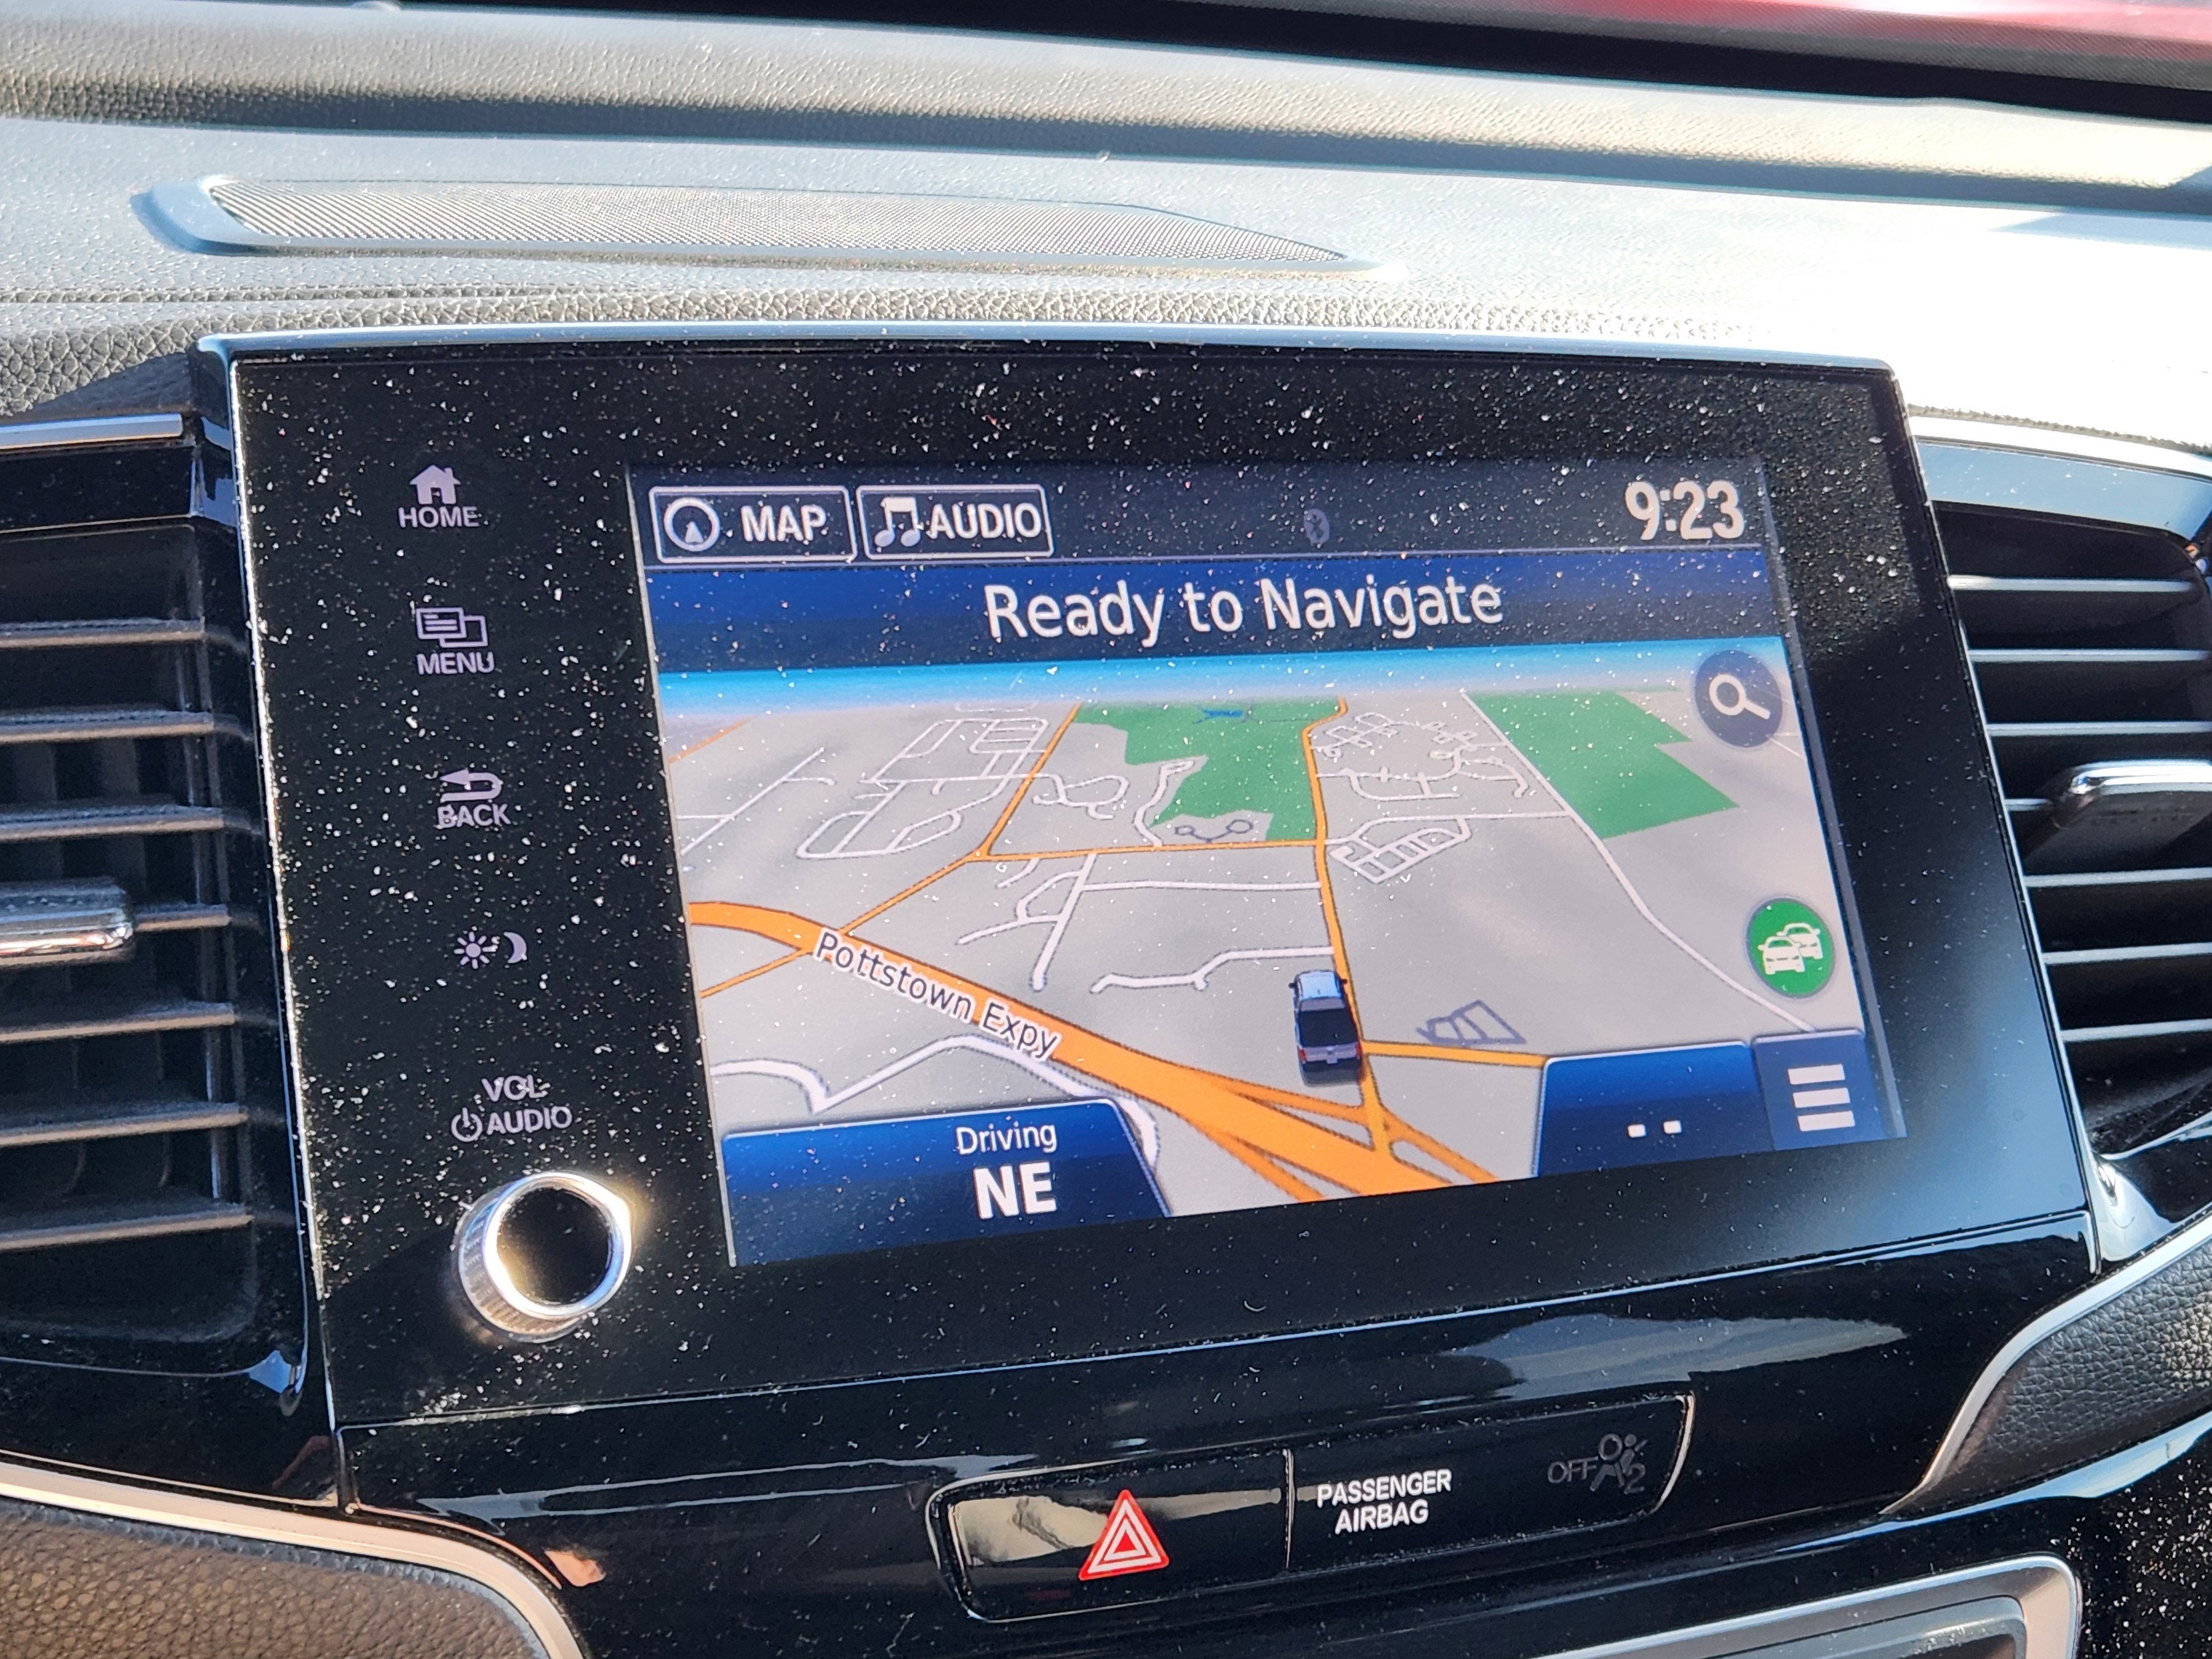 HOME
MENU
BACK
VOL
AUDIO
MAP
AUDIO
9:23
Ready to Navigate
Pottstown Expy
Driving
NE
PASSENGER
AIRBAG
OFF
2